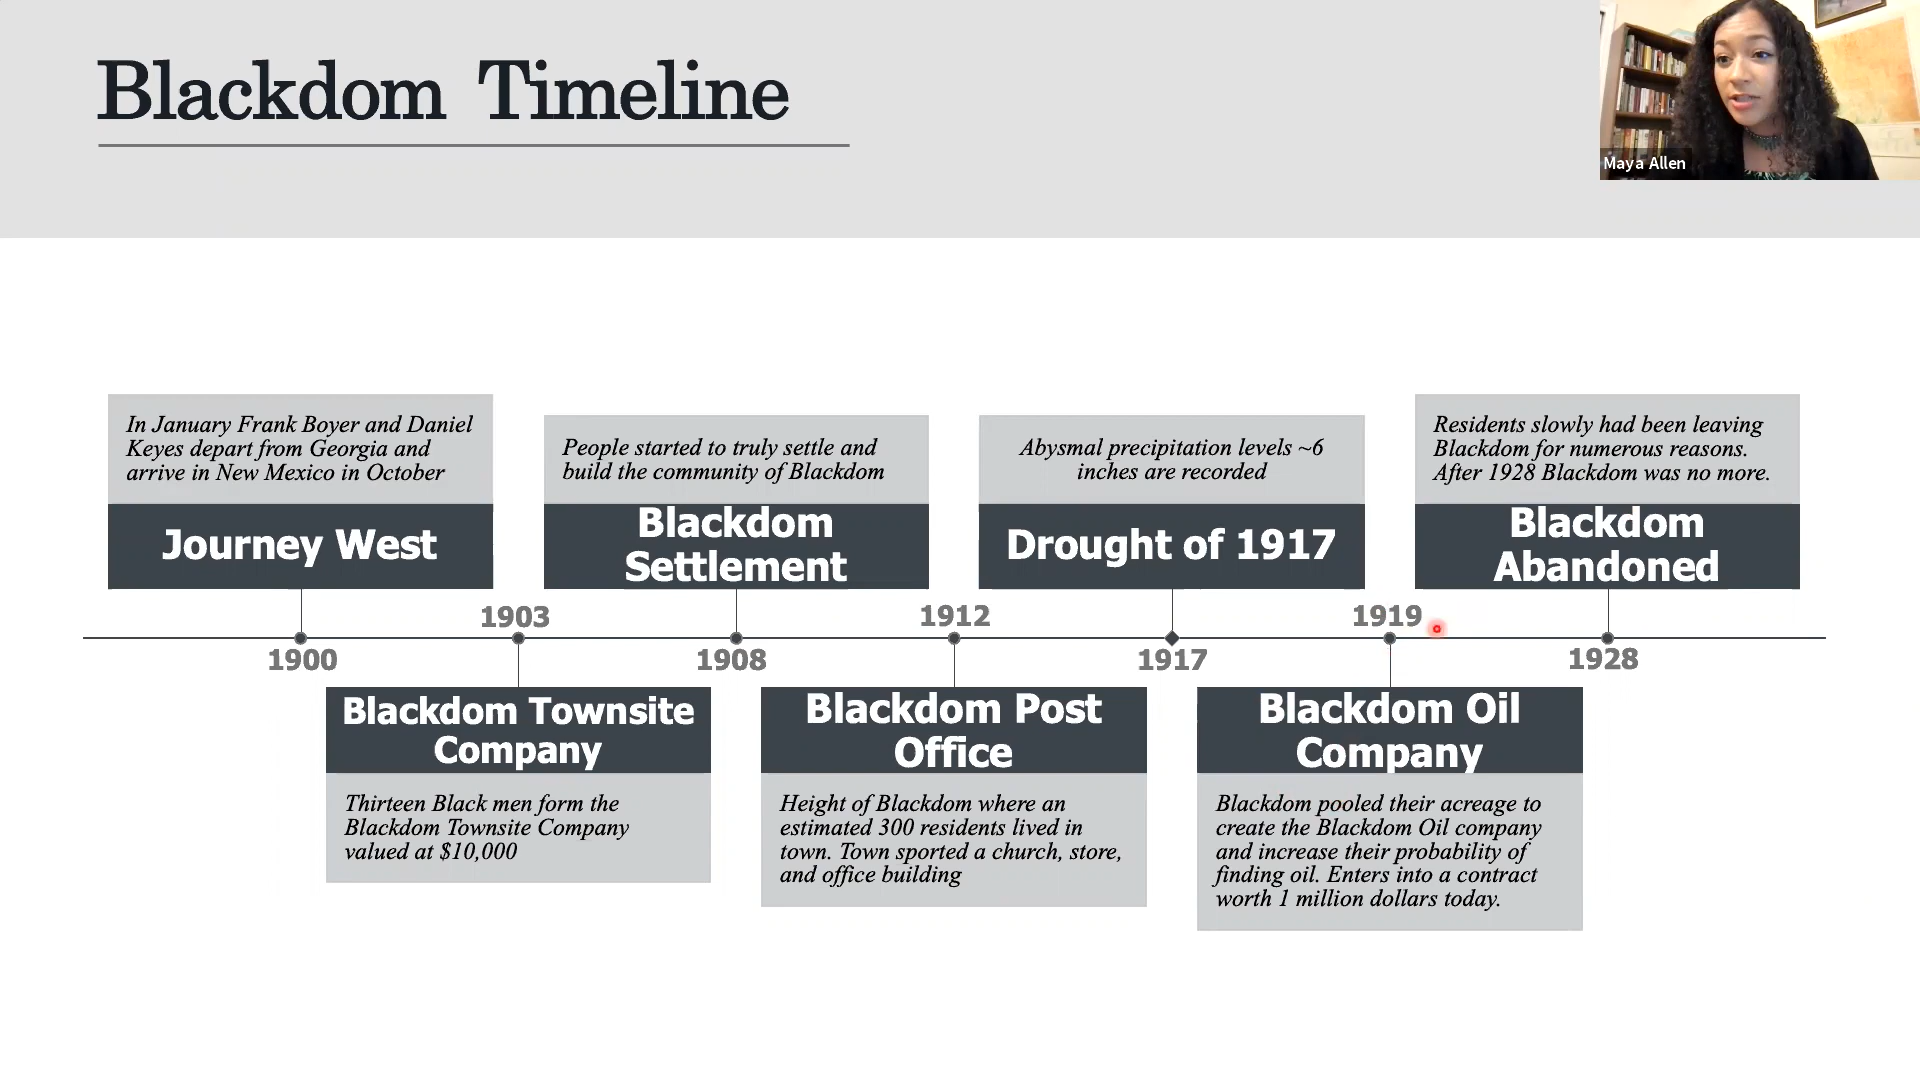 Blackdom Timeline
Maya Allen
In January Frank Boyer and Daniel
Keyes depart from Georgia and
arrive in New Mexico in October
Journey West
1900
1903
Blackdom Townsite
Company
Thirteen Black men form the
Blackdom Townsite Company
valued at $10,000
People started to truly settle and
build the community of Blackdom
Blackdom
Settlement
1908
1912
Blackdom Post
Office
Height of Blackdom where an
estimated 300 residents lived in
town. Town sported a church, store,
and office building
Abysmal precipitation levels ~6
inches are recorded
Drought of 1917
1917
1919
Blackdom Oil
Company
Blackdom pooled their acreage to
create the Blackdom Oil company
and increase their probability of
finding oil. Enters into a contract
worth 1 million dollars today.
Residents slowly had been leaving
Blackdom for numerous reasons.
After 1928 Blackdom was no more.
Blackdom
Abandoned
1928